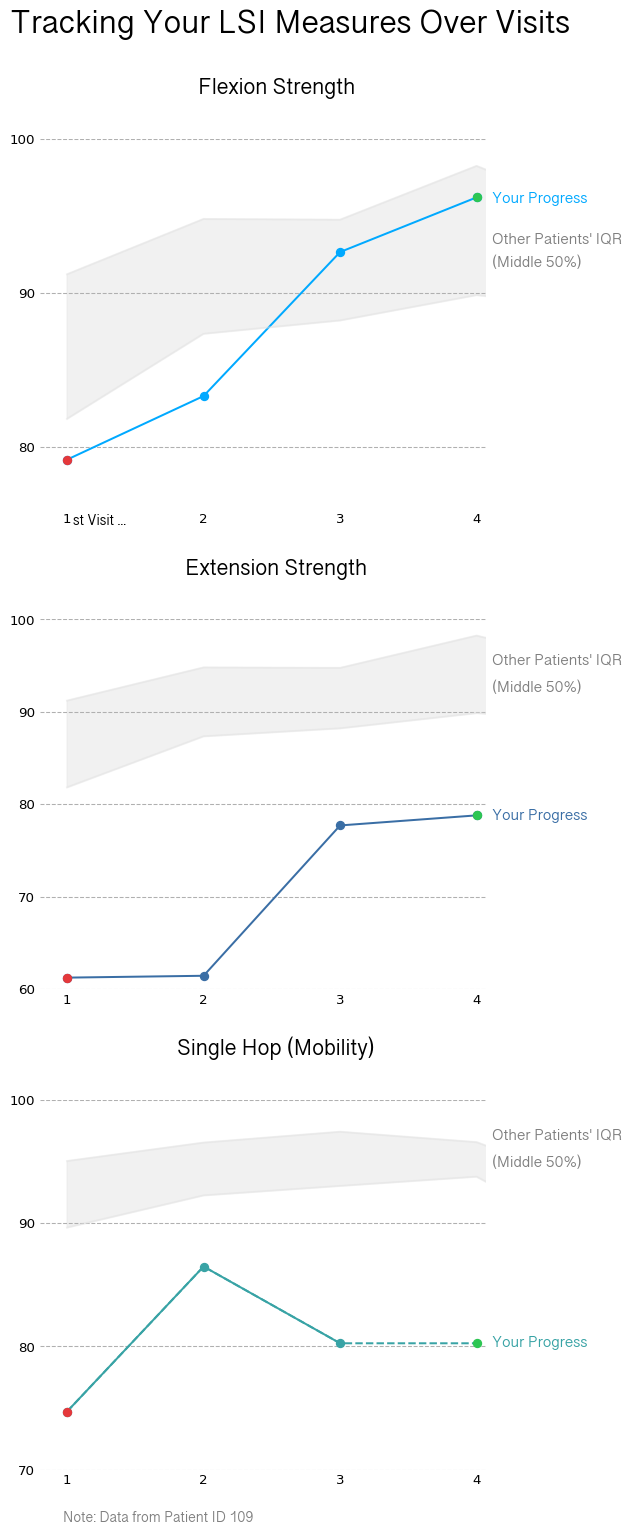 Tracking Your LSI Measures Over Visits
Flexion Strength
100
Your Progress
Other Patients' IQR
(Middle 50%)
90
80
1 st Visit ...
2
3
4
Extension Strength
100
Other Patients' IQR
(Middle 50%)
90
80
Your Progress
70
60
1
2
3
4
Single Hop (Mobility)
100
Other Patients' IQR
(Middle 50%)
90
80
Your Progress
70
1
2
3
4
Note: Data from Patient ID 109